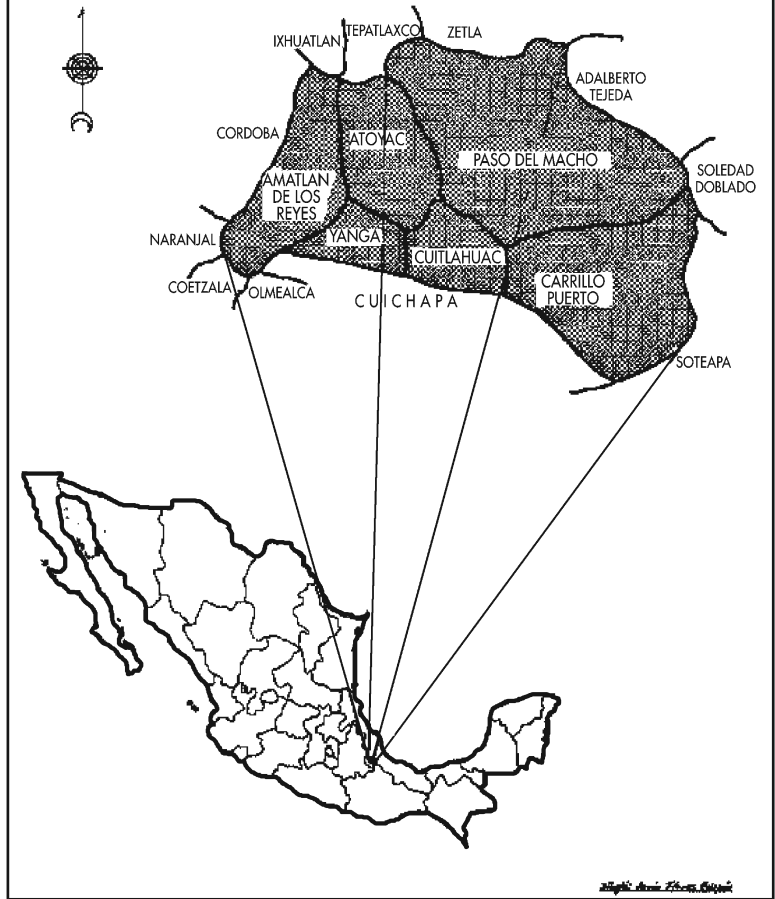 TEPATLAXCO
ZETLA
IXHUATLAN
ADALBERTO
TEJEDA
CORDOBA
ATOYAC
PASO DEL MACHO
SOLEDAD
DOBLADO
AMATLAN
DE LOS
REYES
NARANJAL
YANGA
CUITLAHUAC
COETZALA
OLMEALCA
CUICHAPA
CARRILLO
PUERTO
SOTEAPA